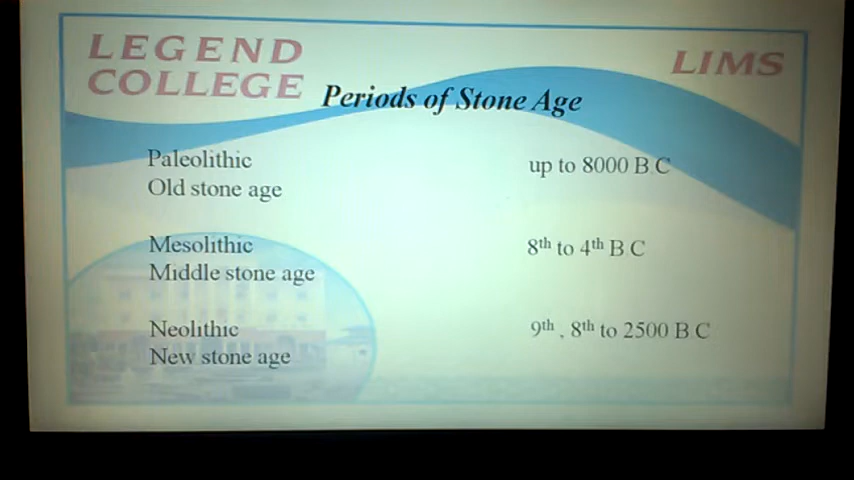 LEGEND
COLLEGE
LIMS
Periods of Stone Age
Paleolithic
Old stone age
up to 8000 B.C
Mesolithic
Middle stone age
8th to 4th B.C
Neolithic
New stone age
9th , 8th to 2500 B.C